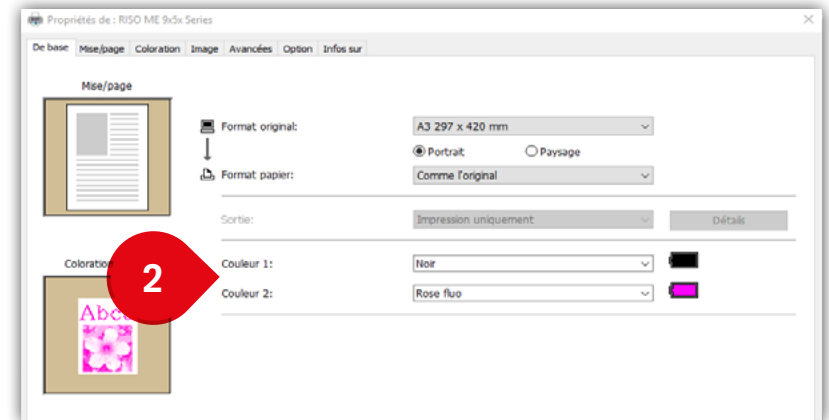 Propriétés de : RISO ME 9x5x Series
De base Mise/page Coloration Image Avancées Option Infos sur
Mise/page
Format original: A3 297 x 420 mm
Portrait Paysage
Format papier: Comme l'original
Sortie: Impression uniquement Détails
Coloration
2
Couleur 1: Noir
Couleur 2: Rose fluo
Abc